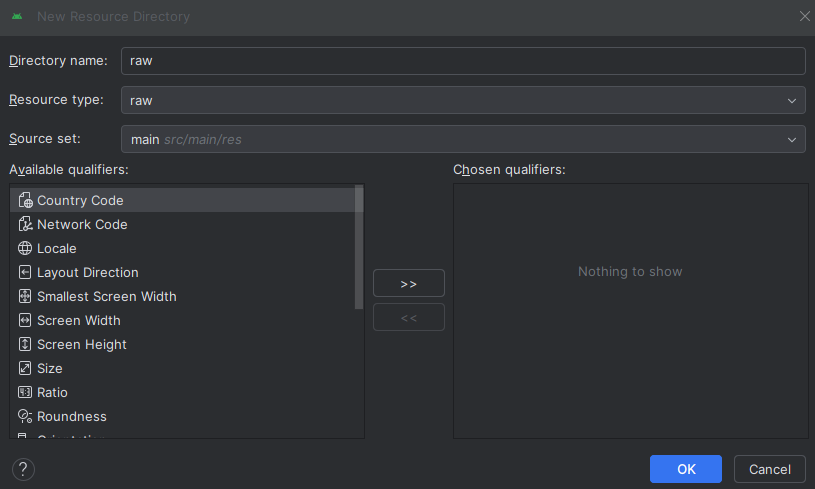 New Resource Directory
Directory name: raw
Resource type: raw
Source set: main src/main/res
Available qualifiers:
Chosen qualifiers:
Country Code
Network Code
Locale
Layout Direction
Smallest Screen Width
Screen Width
Screen Height
Size
Ratio
Roundness
>>
<<
Nothing to show
?
OK
Cancel